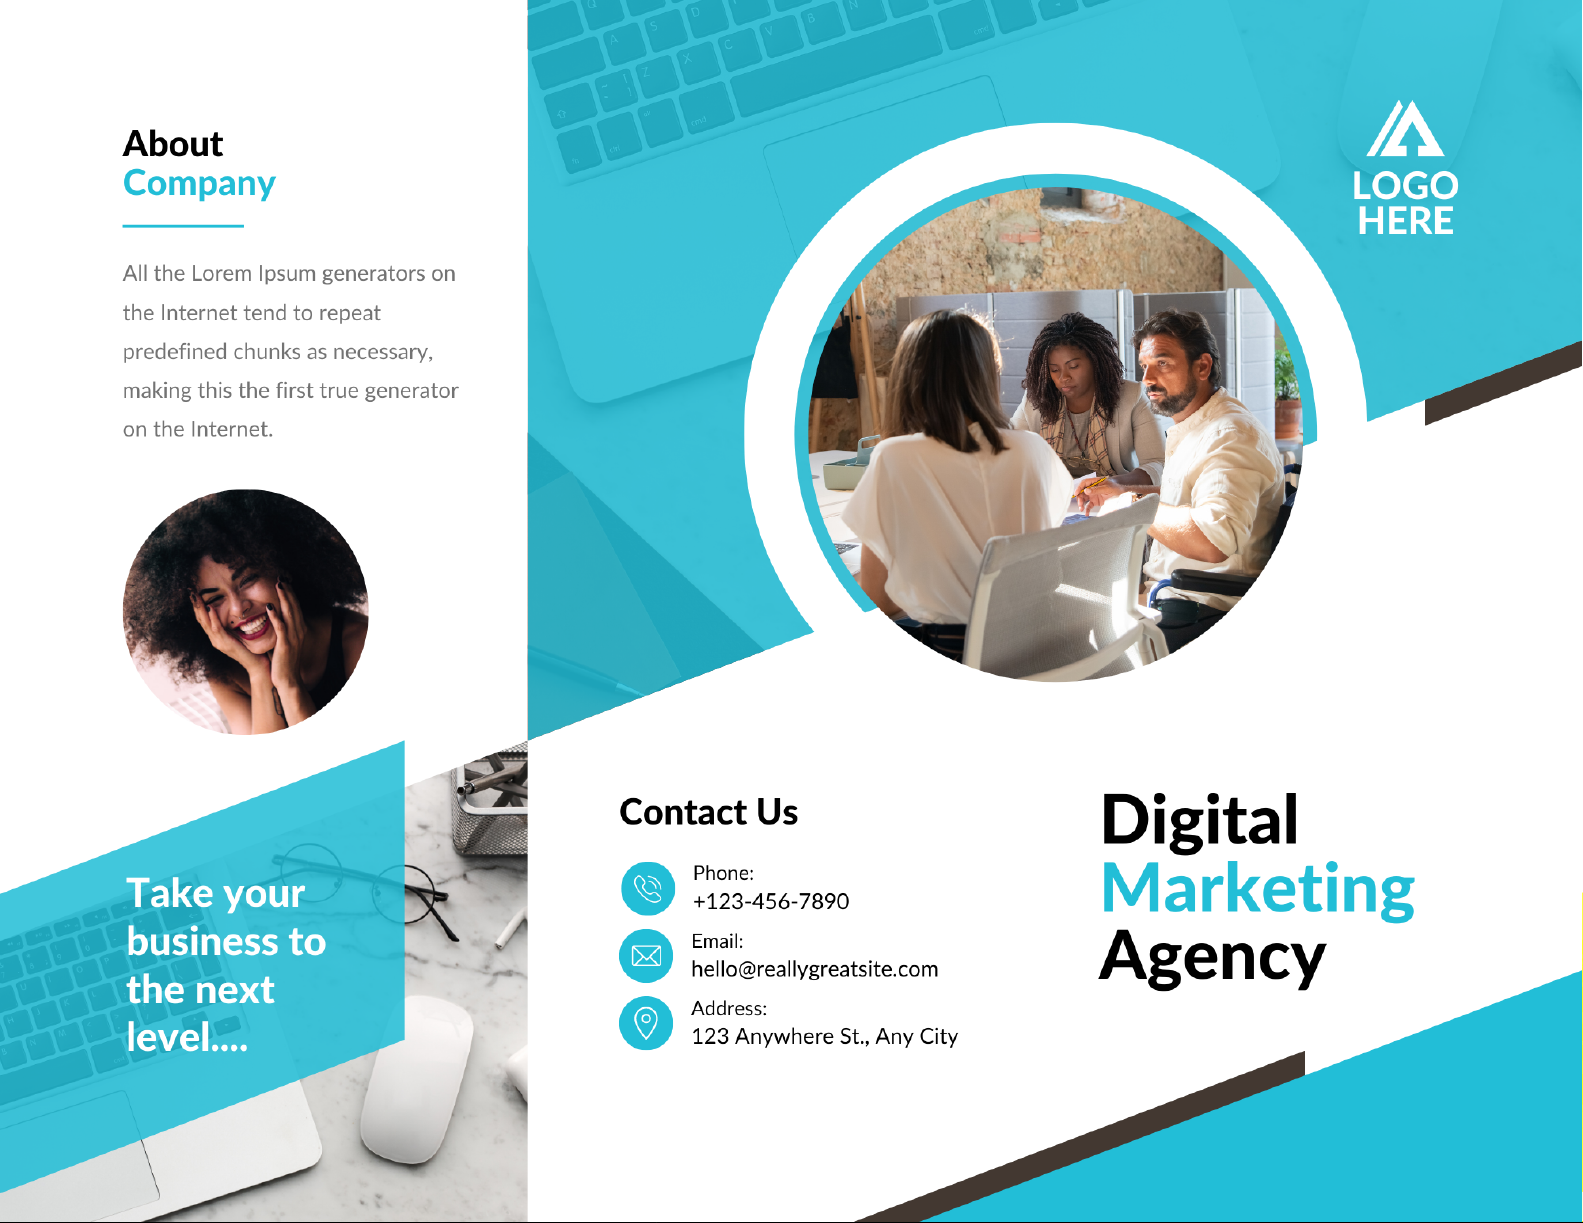 About
Company
All the Lorem Ipsum generators on
the Internet tend to repeat
predefined chunks as necessary,
making this the first true generator
on the Internet.
Take your
business to
the next
level....
Contact Us
Phone:
+123-456-7890
Email:
hello@reallygreatsite.com
Address:
123 Anywhere St., Any City
LOGO
HERE
Digital
Marketing
Agency